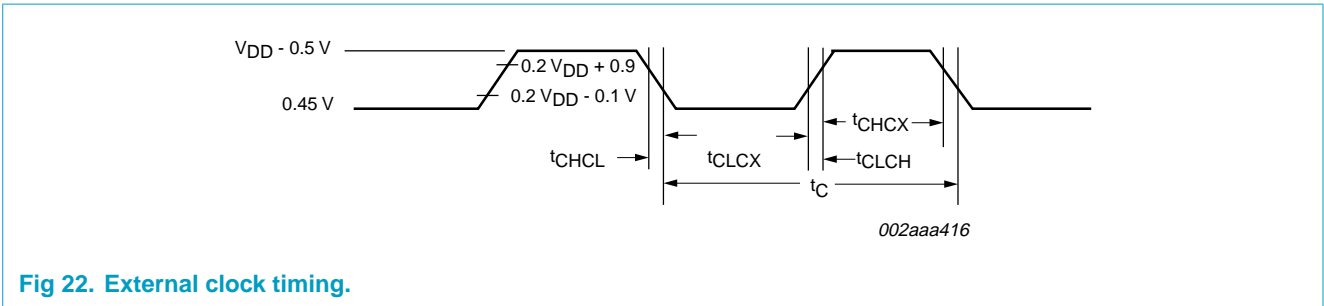 VDD - 0.5 V
0.2 VDD + 0.9
0.2 VDD - 0.1 V
0.45 V
tCHCX
tCHCL
tCLCX
tCLCH
tC
002aaa416
Fig 22. External clock timing.